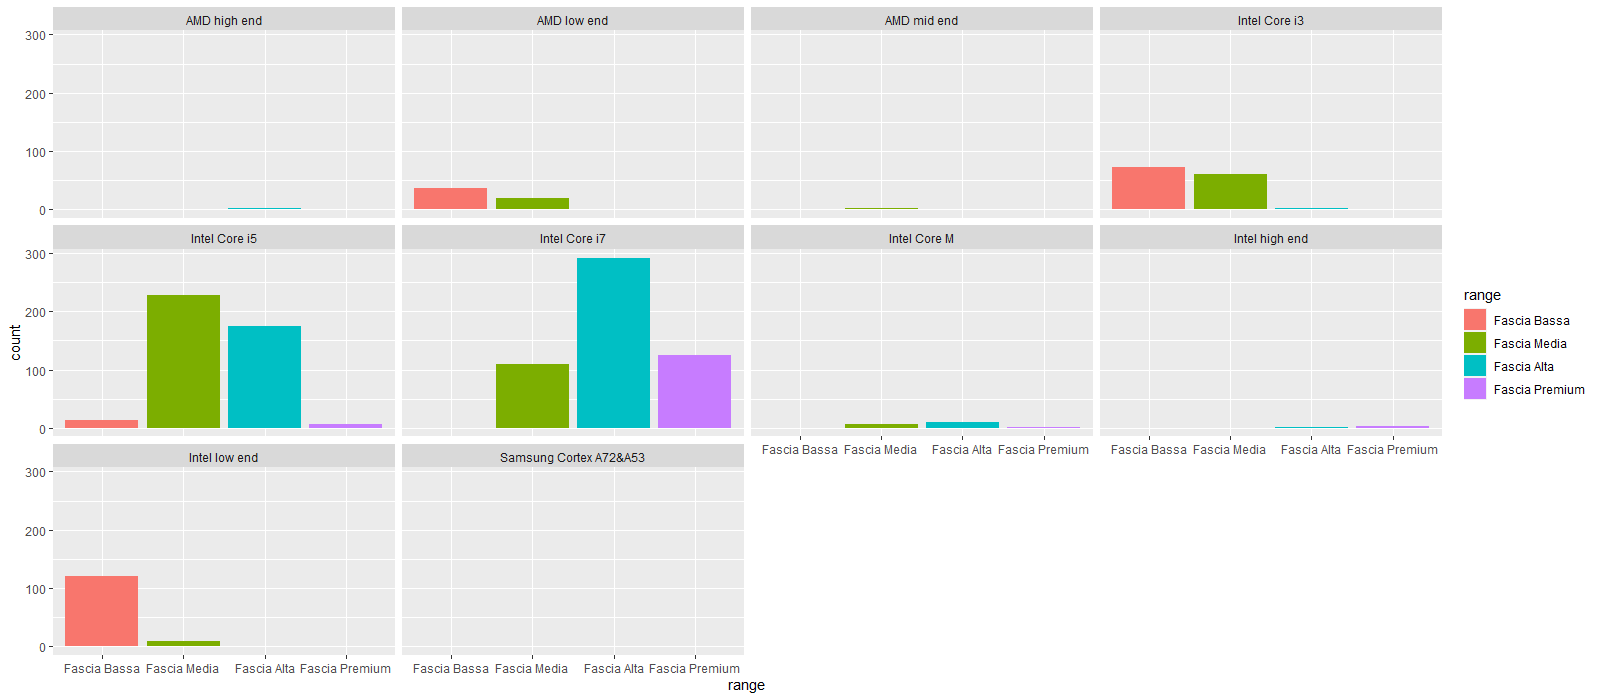 AMD high end
AMD low end
AMD mid end
Intel Core i3
300
200
100
0
Intel Core i5
Intel Core i7
Intel Core M
Intel high end
300
200
100
0
Fascia Bassa Fascia Media Fascia Alta Fascia Premium
Fascia Bassa Fascia Media Fascia Alta Fascia Premium
Intel low end
Samsung Cortex A72&A53
300
200
100
0
Fascia Bassa Fascia Media Fascia Alta Fascia Premium
Fascia Bassa Fascia Media Fascia Alta Fascia Premium
count
range
range
Fascia Bassa
Fascia Media
Fascia Alta
Fascia Premium